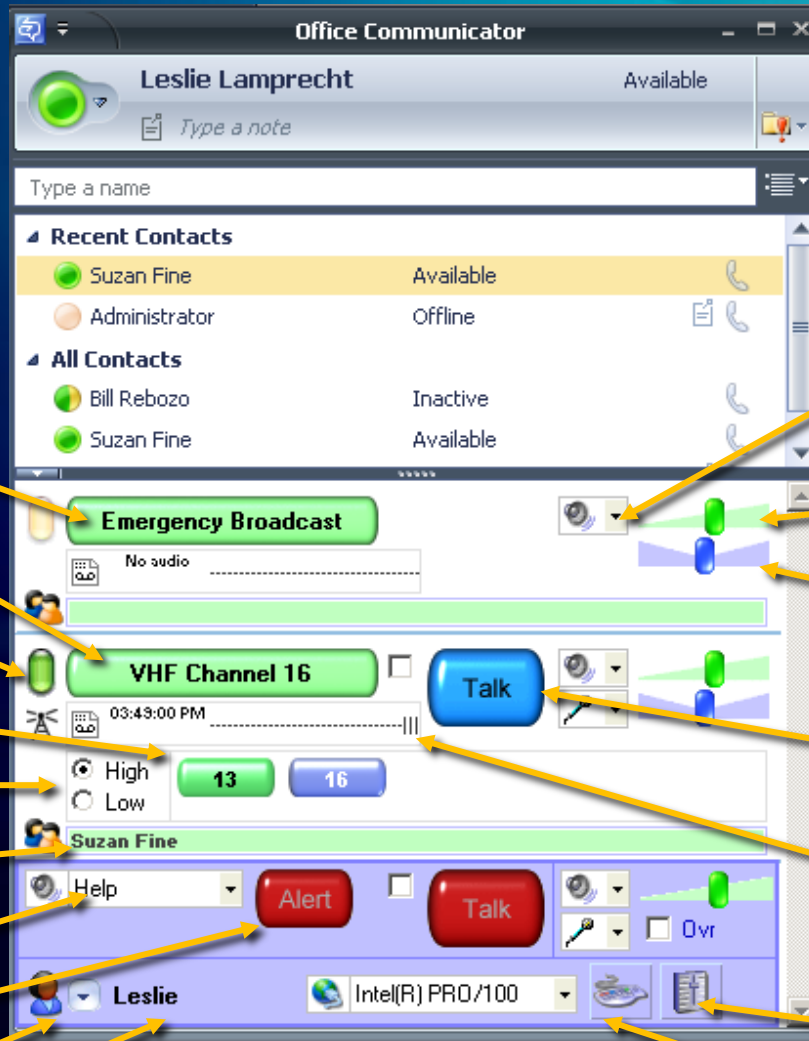 Office Communicator
Leslie Lamprecht Available
Type a note
Type a name
Recent Contacts
Suzan Fine Available
Administrator Offline
All Contacts
Bill Rebozo Inactive
Suzan Fine Available
Emergency Broadcast
No audio
VHF Channel 16 Talk
03:49:00 PM
High 13 16
Low
Suzan Fine
Help Alert Talk
Ovr
Leslie Intel(R) PRO/100